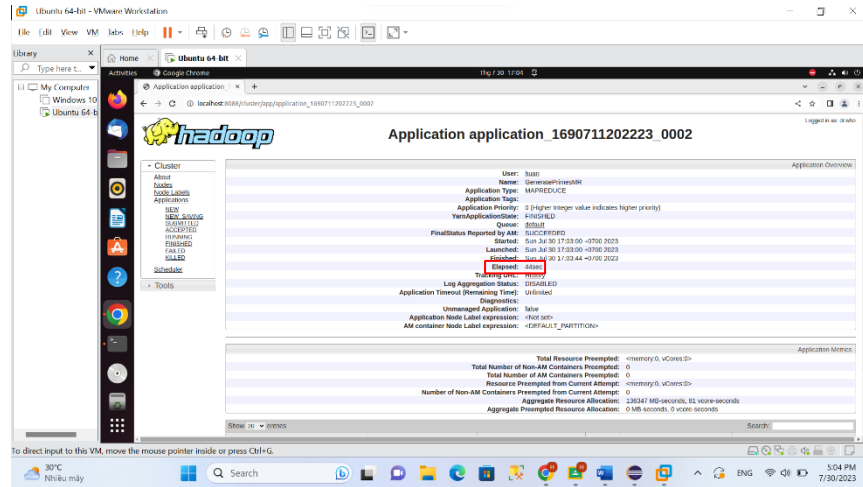 Ubuntu 64-bit - VMware Workstation
File Edit View VM Tabs Help
Library
Type here t...
My Computer
Windows 10
Ubuntu 64-b
Home
Ubuntu 64-bit
Activities
Google Chrome
Thg 7 30 17:04
Application application_1
localhost:8088/cluster/app/application_1690711202223_0002
Logged in as: dr.who
hadoop
Application application_1690711202223_0002
Cluster
About
Nodes
Node Labels
Applications
NEW
NEW_SAVING
SUBMITTED
ACCEPTED
RUNNING
FINISHED
FAILED
KILLED
Scheduler
Tools
Application Overview
User: huan
Name: GeneratePrimesMR
Application Type: MAPREDUCE
Application Tags:
Application Priority: 0 (Higher Integer value indicates higher priority)
YarnApplicationState: FINISHED
Queue: default
FinalStatus Reported by AM: SUCCEEDED
Started: Sun Jul 30 17:03:00 +0700 2023
Launched: Sun Jul 30 17:03:00 +0700 2023
Finished: Sun Jul 30 17:03:44 +0700 2023
Elapsed: 44sec
Tracking URL: History
Log Aggregation Status: DISABLED
Application Timeout (Remaining Time): Unlimited
Diagnostics:
Unmanaged Application: false
Application Node Label expression: <Not set>
AM container Node Label expression: <DEFAULT_PARTITION>
Application Metrics
Total Resource Preempted: <memory:0, vCores:0>
Total Number of Non-AM Containers Preempted: 0
Total Number of AM Containers Preempted: 0
Resource Preempted from Current Attempt: <memory:0, vCores:0>
Number of Non-AM Containers Preempted from Current Attempt: 0
Aggregate Resource Allocation: 136347 MB-seconds, 81 vcore-seconds
Aggregate Preempted Resource Allocation: 0 MB-seconds, 0 vcore-seconds
Show 20 entries
Search:
To direct input to this VM, move the mouse pointer inside or press Ctrl+G.
30°C
Nhiều mây
Search
ENG
5:04 PM
7/30/2023